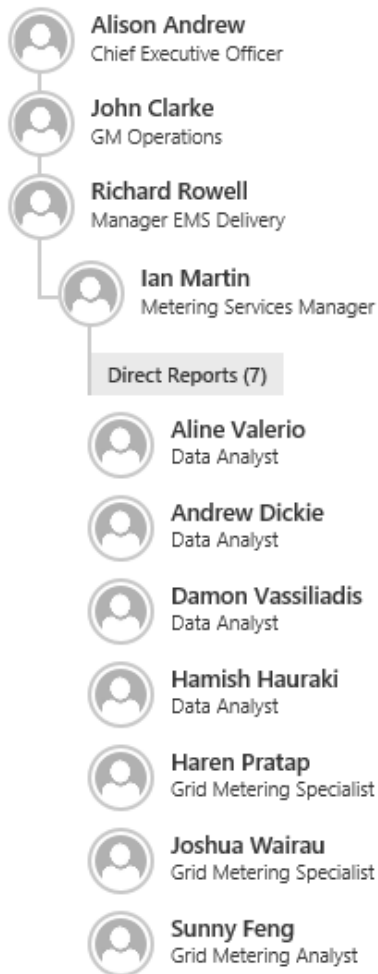 Alison Andrew
Chief Executive Officer
John Clarke
GM Operations
Richard Rowell
Manager EMS Delivery
Ian Martin
Metering Services Manager
Direct Reports (7)
Aline Valerio
Data Analyst
Andrew Dickie
Data Analyst
Damon Vassiliadis
Data Analyst
Hamish Hauraki
Data Analyst
Haren Pratap
Grid Metering Specialist
Joshua Wairau
Grid Metering Specialist
Sunny Feng
Grid Metering Analyst